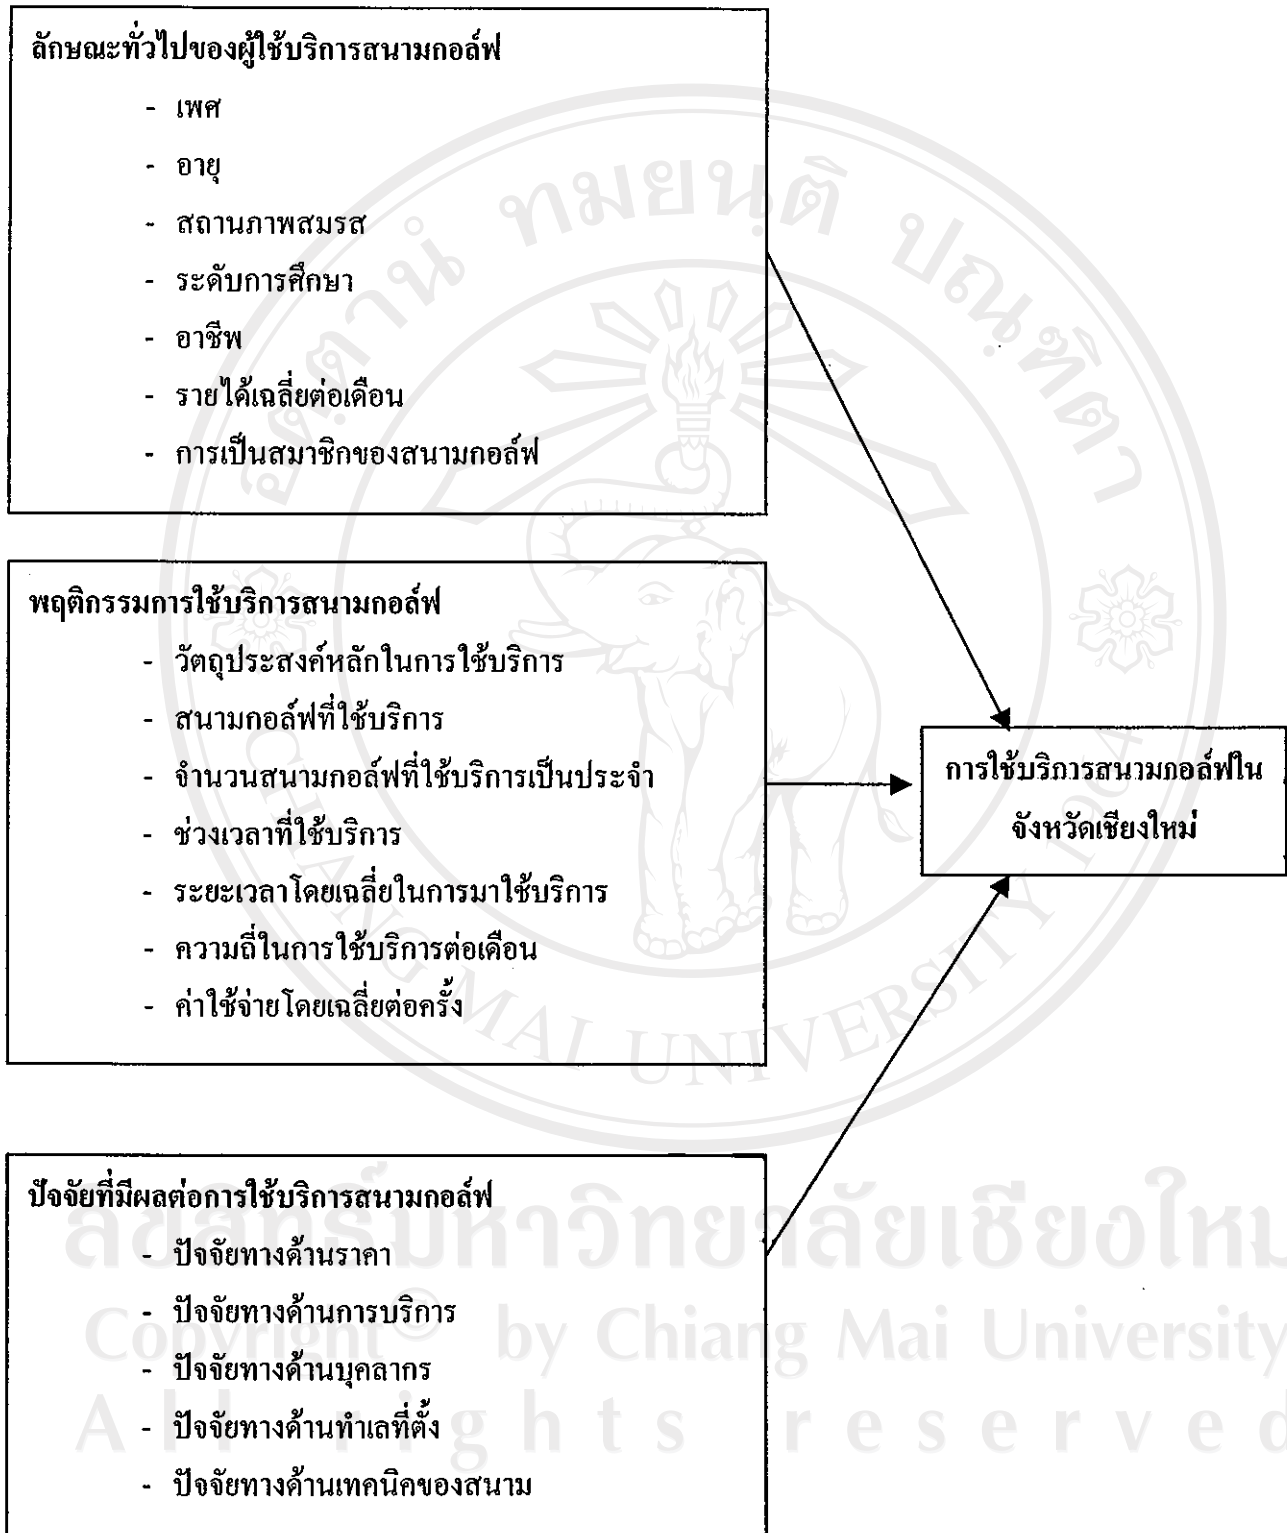 ลักษณะทั่วไปของผู้ใช้บริการสนามกอล์ฟ
- เพศ
- อายุ
- สถานภาพสมรส
- ระดับการศึกษา
- อาชีพ
- รายได้เฉลี่ยต่อเดือน
- การเป็นสมาชิกของสนามกอล์ฟ
พฤติกรรมการใช้บริการสนามกอล์ฟ
- วัตถุประสงค์หลักในการใช้บริการ
- สนามกอล์ฟที่ใช้บริการ
- จำนวนสนามกอล์ฟที่ใช้บริการเป็นประจำ
- ช่วงเวลาที่ใช้บริการ
- ระยะเวลาโดยเฉลี่ยในการมาใช้บริการ
- ความถี่ในการใช้บริการต่อเดือน
- ค่าใช้จ่ายโดยเฉลี่ยต่อครั้ง
การใช้บริการสนามกอล์ฟใน
จังหวัดเชียงใหม่
ปัจจัยที่มีผลต่อการใช้บริการสนามกอล์ฟ
- ปัจจัยทางด้านราคา
- ปัจจัยทางด้านการบริการ
- ปัจจัยทางด้านบุคลากร
- ปัจจัยทางด้านทำเลที่ตั้ง
- ปัจจัยทางด้านเทคนิคของสนาม
อตฺตานํ ทมยนฺติ ปณฺฑิตา
CHIANG MAI UNIVERSITY 1964
ลิขสิทธิ์มหาวิทยาลัยเชียงใหม
Copyright© by Chiang Mai University
All rights reserved